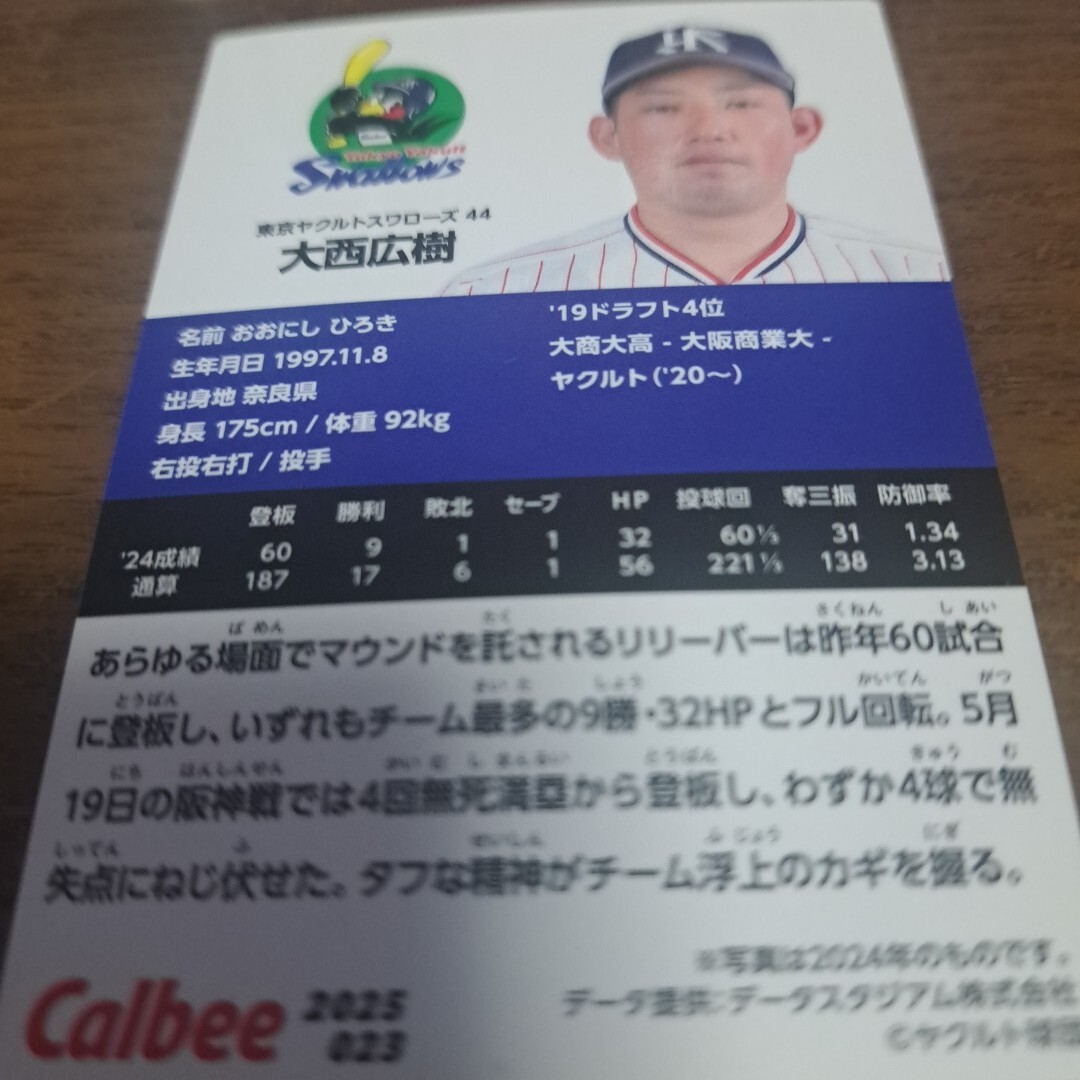 Tokyo Yakult
Swallows
東京ヤクルトスワローズ 44
大西広樹
名前 おおにし ひろき
生年月日 1997.11.8
出身地 奈良県
身長 175cm / 体重 92kg
右投右打 / 投手
'19ドラフト4位
大商大高 - 大阪商業大 -
ヤクルト('20～)
登板 勝利 敗北 セーブ HP 投球回 奪三振 防御率
'24成績 60 9 1 1 32 60⅓ 31 1.34
通算 187 17 6 1 56 221⅓ 138 3.13
あらゆる場面でマウンドを託されるリリーバーは昨年60試合
に登板し、いずれもチーム最多の9勝・32HPとフル回転。5月
19日の阪神戦では4回無死満塁から登板し、わずか4球で無
失点にねじ伏せた。タフな精神がチーム浮上のカギを握る。
※写真は2024年のものです。
データ提供:データスタジアム株式会社
©ヤクルト球団
Calbee 2025
023